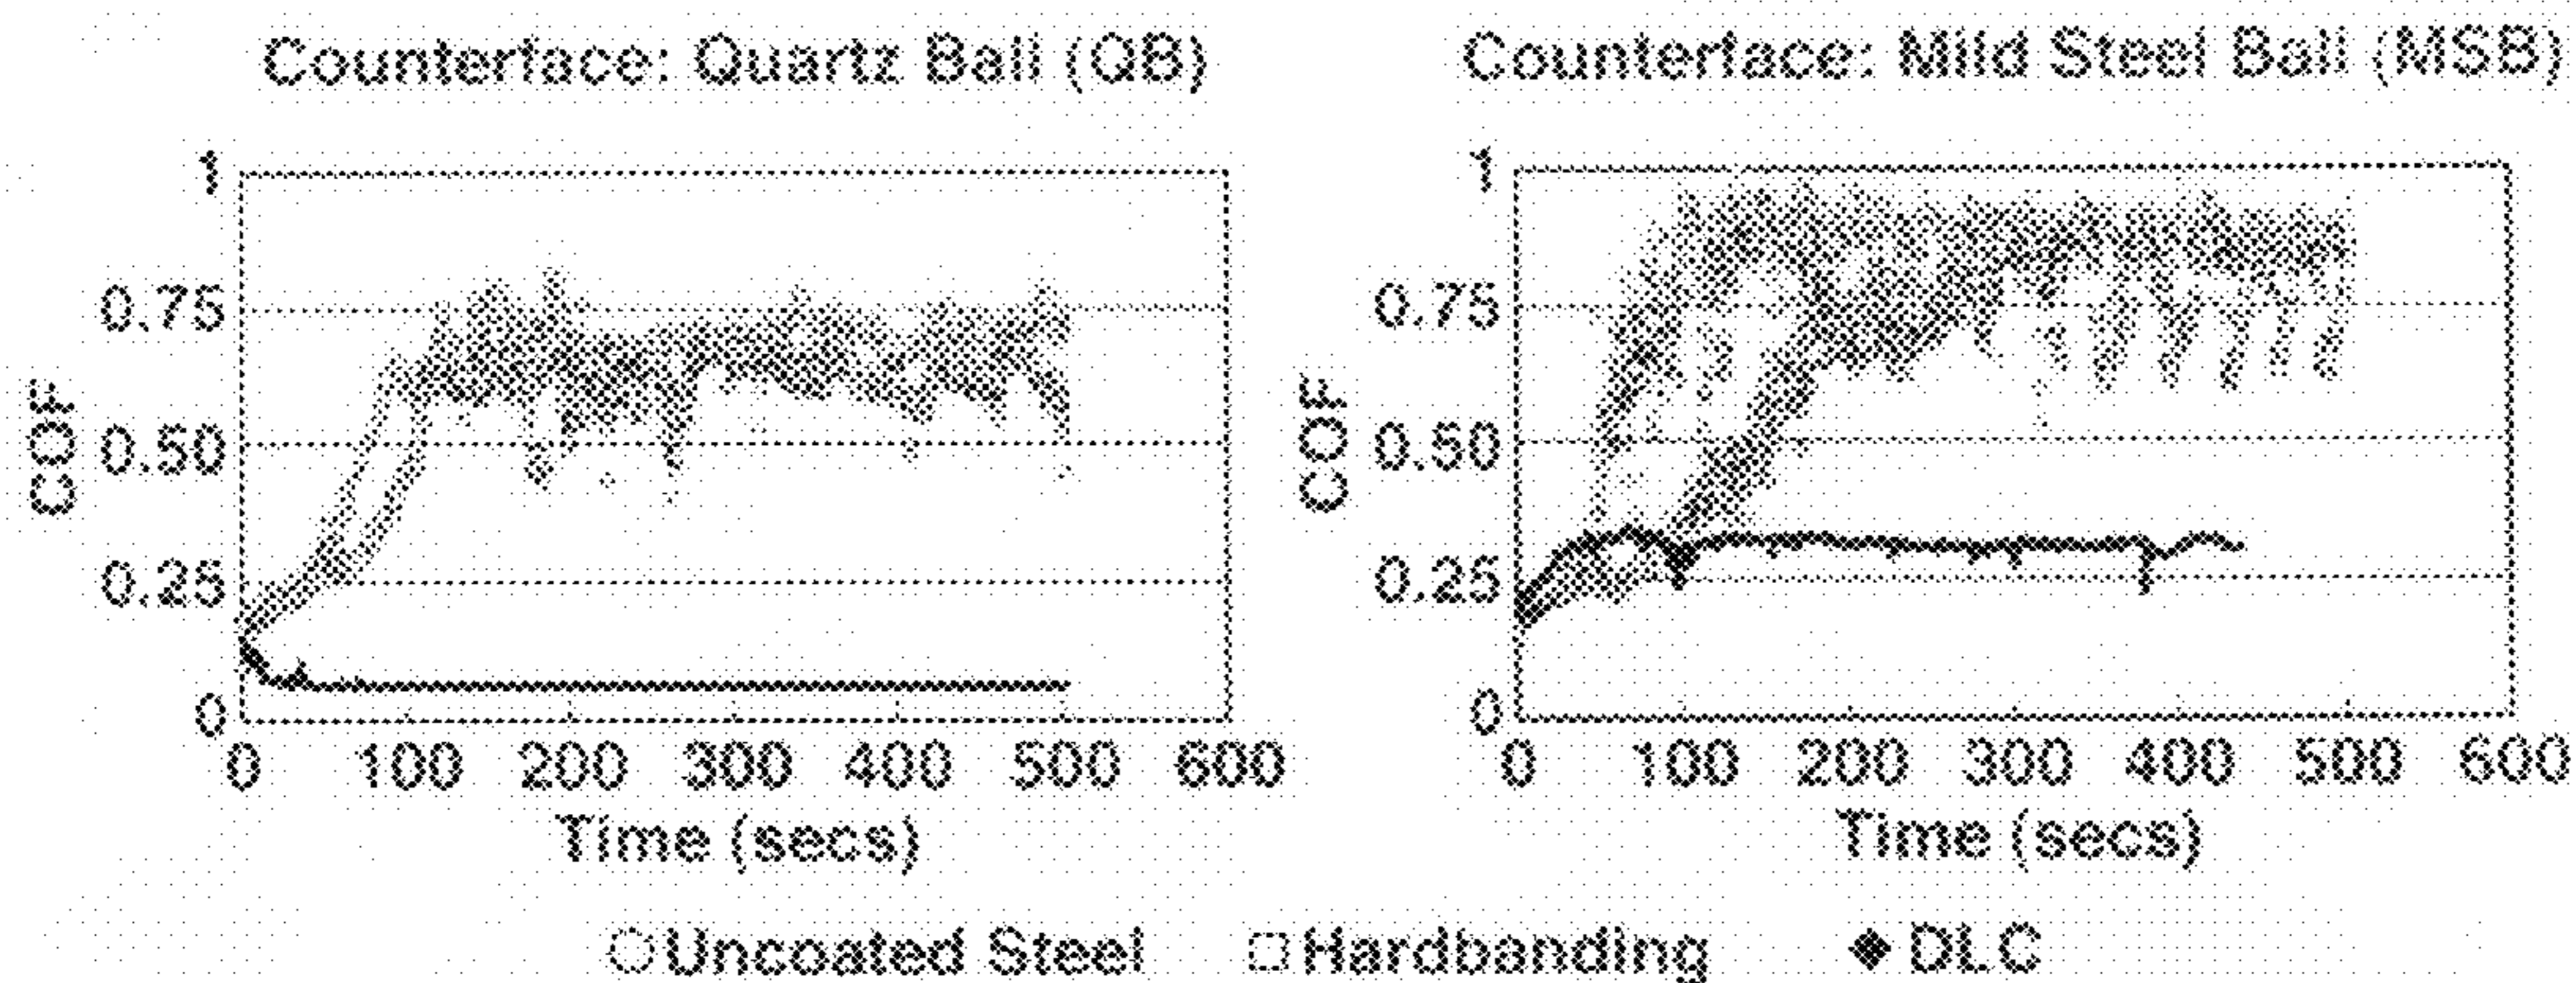 Counterface: Quartz Ball (QB)
1
0.75
0.50
0.25
0
COF
0 100 200 300 400 500 600
Time (secs)
Counterface: Mild Steel Ball (MSB)
1
0.75
0.50
0.25
0
COF
0 100 200 300 400 500 600
Time (secs)
Uncoated Steel Hardbanding DLC